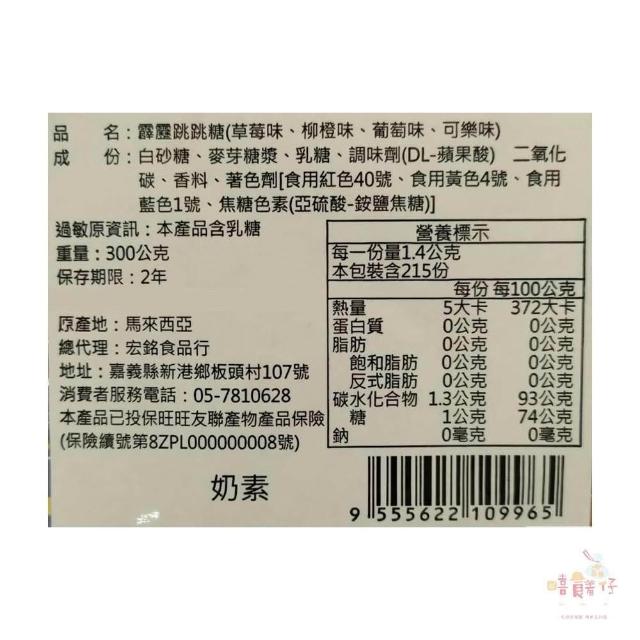 品　　名：霹靂跳跳糖(草莓味、柳橙味、葡萄味、可樂味)
成　　份：白砂糖、麥芽糖漿、乳糖、調味劑(DL-蘋果酸)　二氧化
碳、香料、著色劑[食用紅色40號、食用黃色4號、食用
藍色1號、焦糖色素(亞硫酸-銨鹽焦糖)]
過敏原資訊：本產品含乳糖
重量：300公克
保存期限：2年
原產地：馬來西亞
總代理：宏銘食品行
地址：嘉義縣新港鄉板頭村107號
消費者服務電話：05-7810628
本產品已投保旺旺友聯產物產品保險
(保險續號第8ZPL000000008號)
奶素
營養標示
每一份量1.4公克
本包裝含215份
每份 每100公克
熱量 5大卡 372大卡
蛋白質 0公克 0公克
脂肪 0公克 0公克
飽和脂肪 0公克 0公克
反式脂肪 0公克 0公克
碳水化合物 1.3公克 93公克
糖 1公克 74公克
鈉 0毫克 0毫克
9 555622 109965